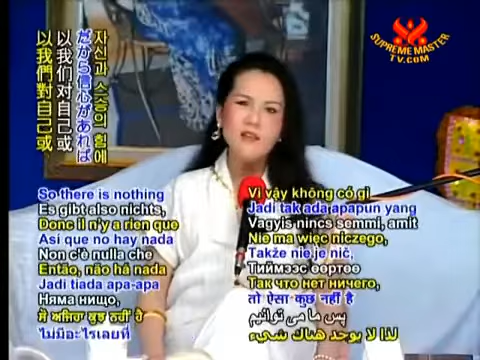 자신과 스승의 힘에
だから信心があれば
以我们对自己或
以我們對自己或
SUPREME MASTER
TV.COM
So there is nothing
Es gibt also nichts,
Donc il n'y a rien que
Así que no hay nada
Non c'è nulla che
Então, não há nada
Jadi tiada apa-apa
Няма нищо,
ਸੋ ਅਜਿਹਾ ਕੁਝ ਨਹੀਂ ਹੈ
ไม่มีอะไรเลยที่
Vì vậy không có gì
Jadi tak ada apapun yang
Vagyis nincs semmi, amit
Nie ma więc niczego,
Takže nie je nič,
Тиймээс өөртөө
Так что нет ничего,
तो ऐसा कुछ नहीं है
پس ما می توانیم
لذا لا يوجد هناك شيء